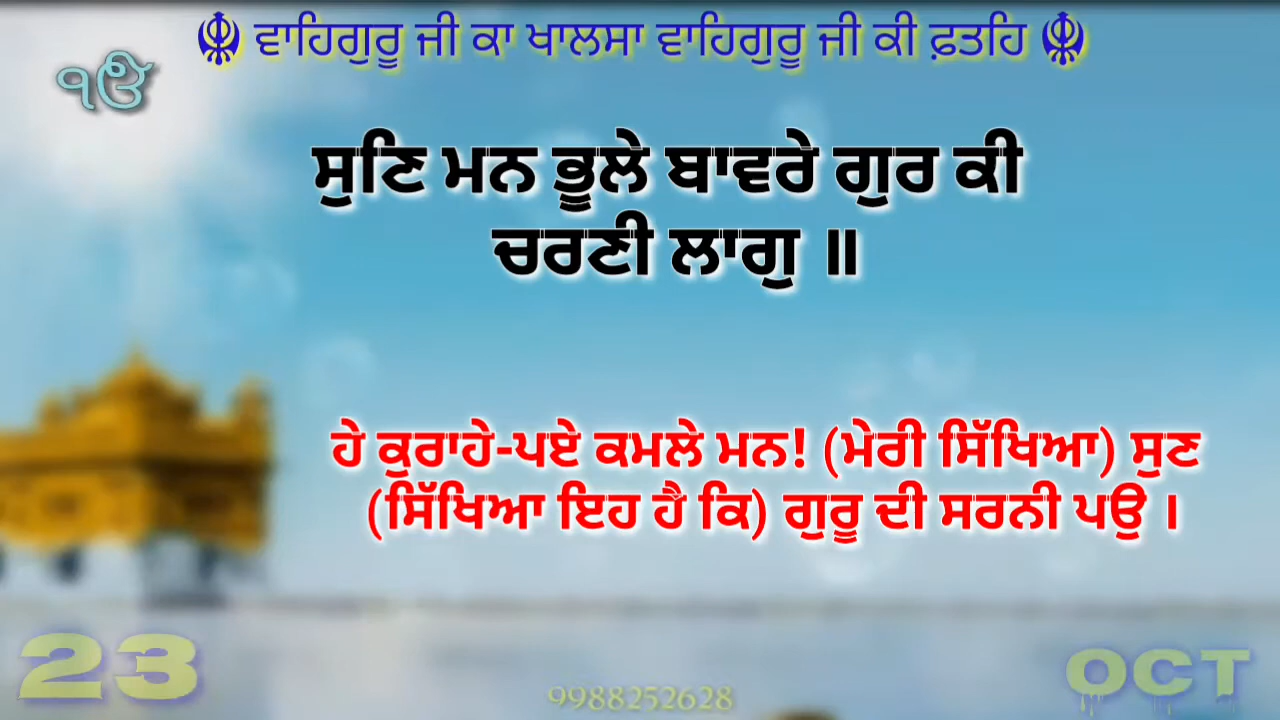 ☬ ਵਾਹਿਗੁਰੂ ਜੀ ਕਾ ਖਾਲਸਾ ਵਾਹਿਗੁਰੂ ਜੀ ਕੀ ਫ਼ਤਹਿ ☬
ੴ
ਸੁਣਿ ਮਨ ਭੂਲੇ ਬਾਵਰੇ ਗੁਰ ਕੀ
ਚਰਣੀ ਲਾਗੁ ॥
ਹੇ ਕੁਰਾਹੇ-ਪਏ ਕਮਲੇ ਮਨ! (ਮੇਰੀ ਸਿੱਖਿਆ) ਸੁਣ
(ਸਿੱਖਿਆ ਇਹ ਹੈ ਕਿ) ਗੁਰੂ ਦੀ ਸਰਨੀ ਪਉ ।
23
OCT
9988252628